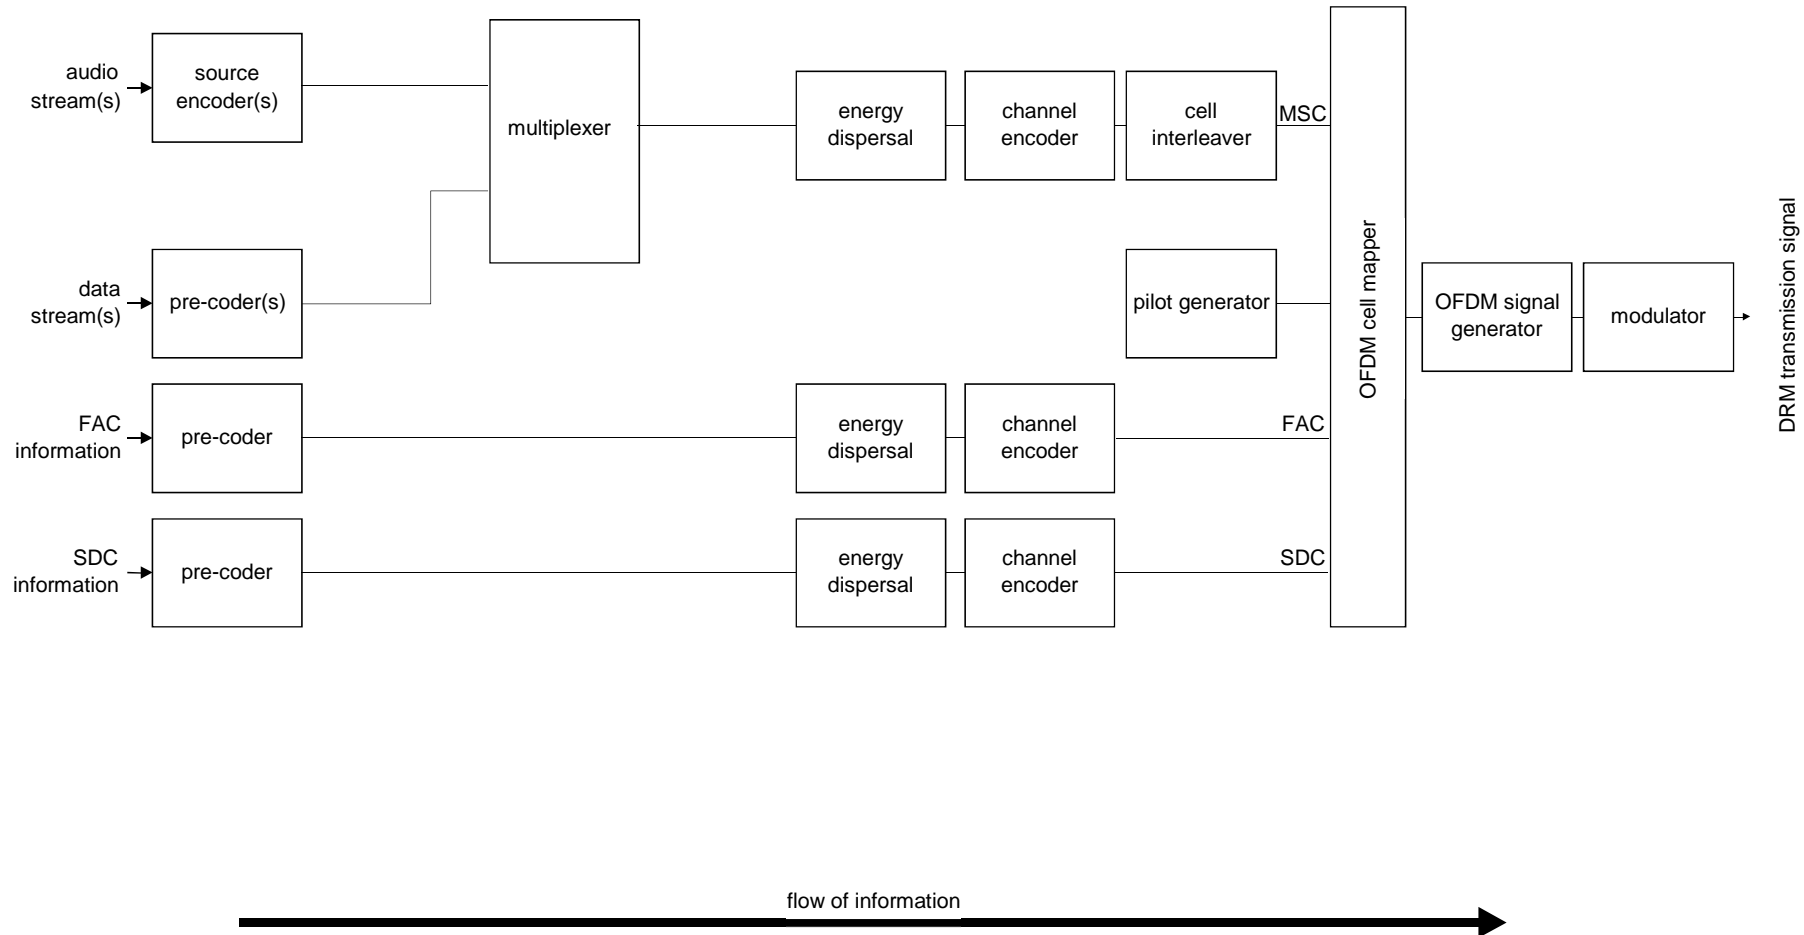 audio
stream(s)
source
encoder(s)
multiplexer
energy
dispersal
channel
encoder
cell
interleaver
MSC
data
stream(s)
pre-coder(s)
pilot generator
OFDM cell mapper
OFDM signal
generator
modulator
DRM transmission signal
FAC
information
pre-coder
energy
dispersal
channel
encoder
FAC
SDC
information
pre-coder
energy
dispersal
channel
encoder
SDC
flow of information